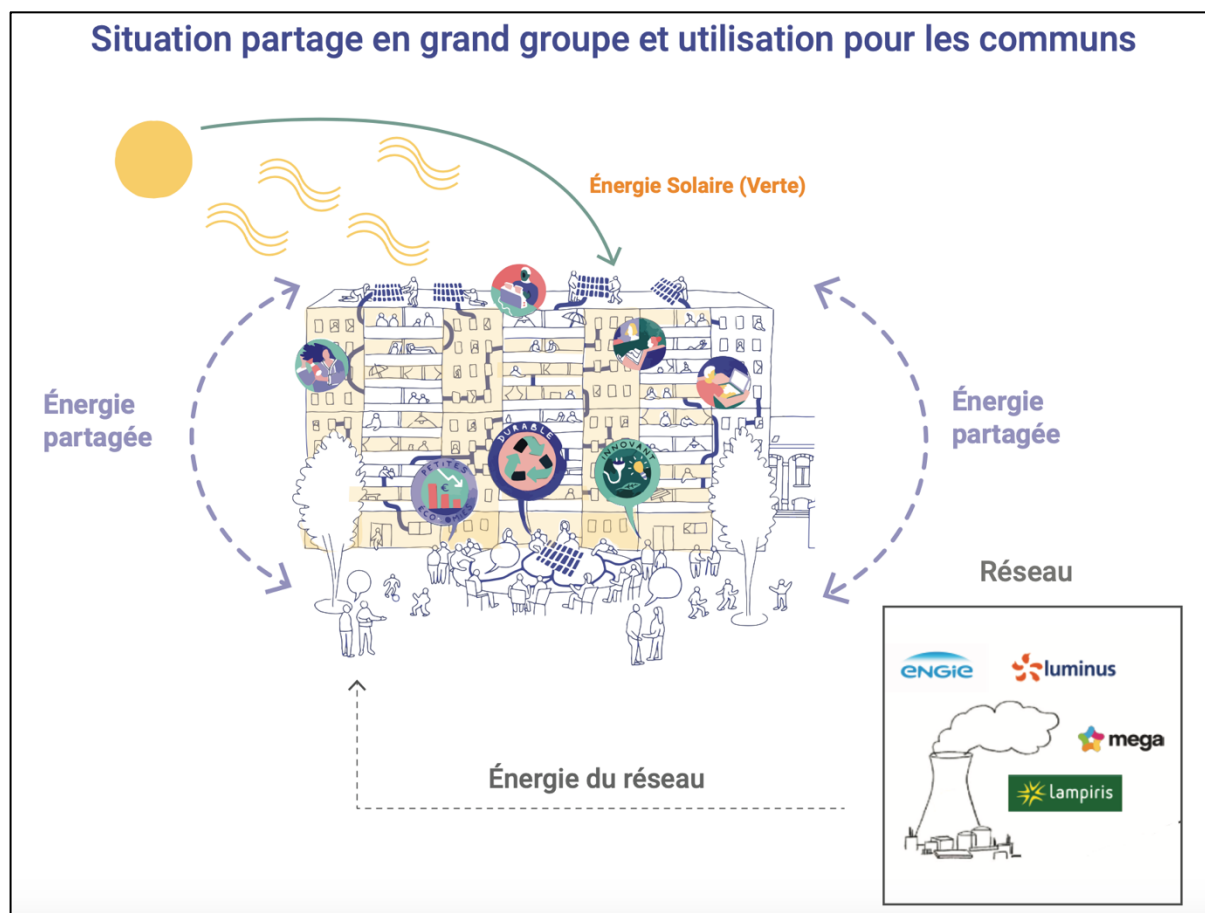 Situation partage en grand groupe et utilisation pour les communs
Énergie Solaire (Verte)
Énergie
partagée
Énergie
partagée
DURABLE
INNOVANT
PETITES
ÉCONOMIES
€
Réseau
ENGIE
luminus
mega
lampiris
Énergie du réseau